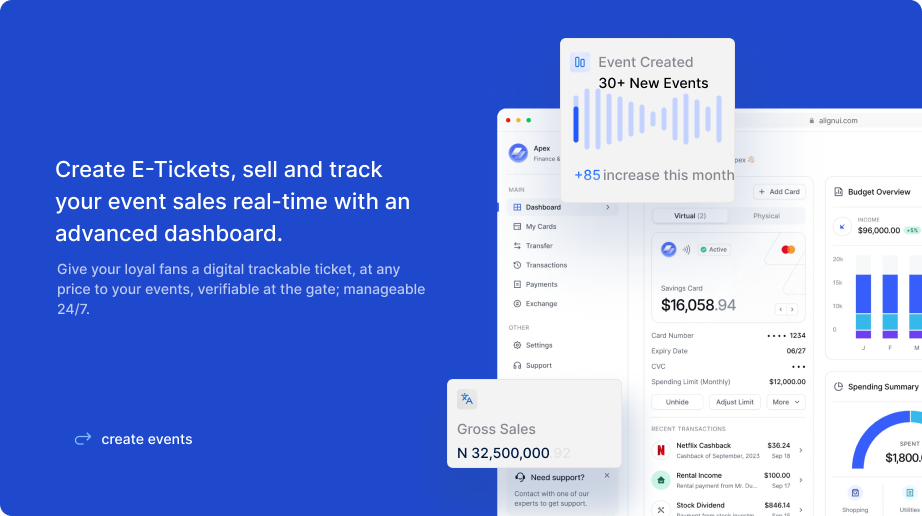 Create E-Tickets, sell and track
your event sales real-time with an
advanced dashboard.
Give your loyal fans a digital trackable ticket, at any
price to your events, verifiable at the gate; manageable
24/7.
create events
Event Created
30+ New Events
+85 increase this month
alignui.com
Apex
Finance &
MAIN
Dashboard
My Cards
Transfer
Transactions
Payments
Exchange
OTHER
Settings
Support
Gross Sales
N 32,500,000.92
Need support?
Contact with one of our
experts to get support.
pex
+ Add Card
Virtual (2)
Physical
Active
Savings Card
$16,058.94
Card Number •••• 1234
Expiry Date 06/27
CVC •••
Spending Limit (Monthly) $12,000.00
Unhide
Adjust Limit
More
RECENT TRANSACTIONS
Netflix Cashback $36.24
Cashback of September, 2023 Sep 18
Rental Income $100.00
Rental payment from Mr. Du... Sep 17
Stock Dividend $846.14
Budget Overview
INCOME
$96,000.00 +5%
20k
15k
10k
0
J F M
Spending Summary
SPENT
$1,800.
Shopping
Utilities